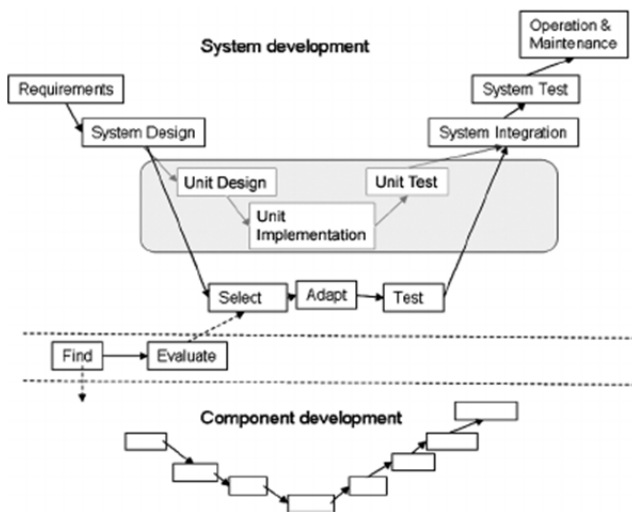 Operation &
Maintenance
System development
Requirements
System Test
System Design
System Integration
Unit Design
Unit Test
Unit
Implementation
Select
Adapt
Test
Find
Evaluate
Component development